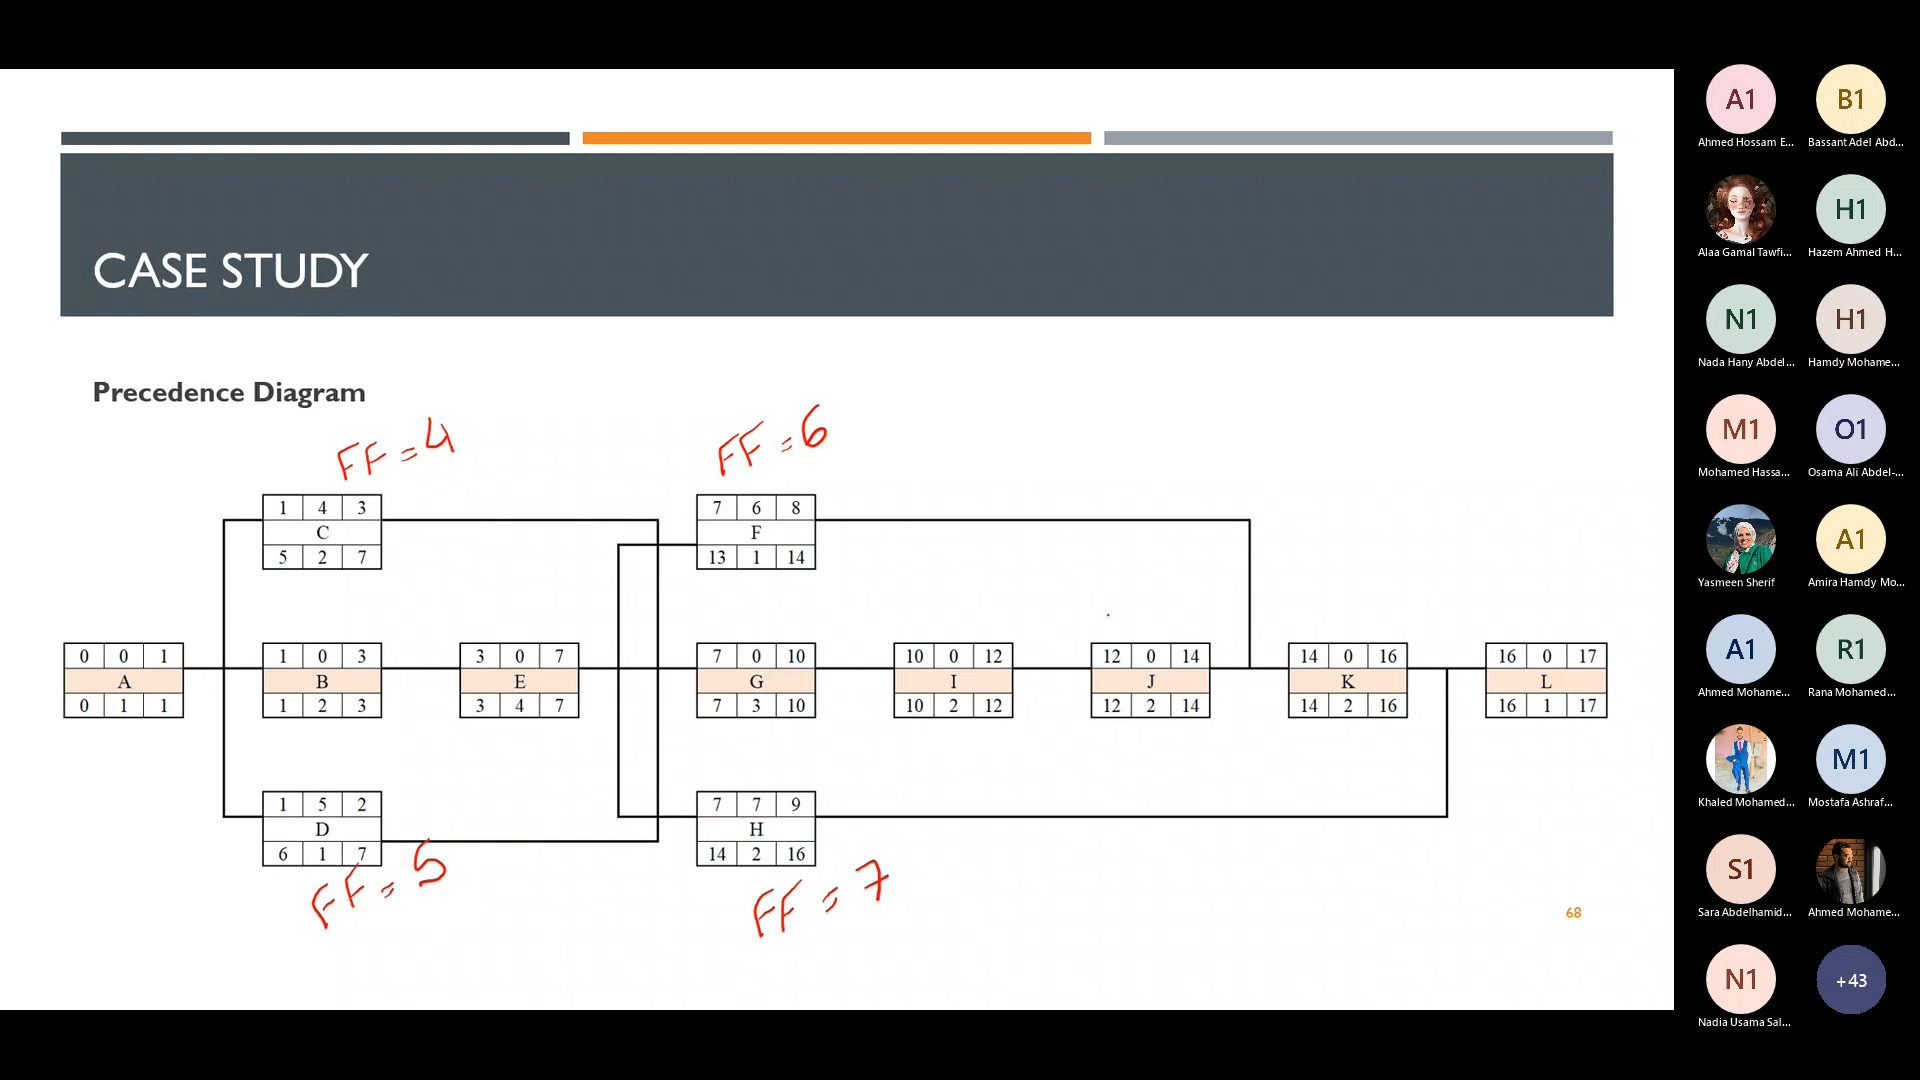 CASE STUDY
Precedence Diagram
FF = 4
FF = 6
1 4 3
C
5 2 7
7 6 8
F
13 1 14
0 0 1
A
0 1 1
1 0 3
B
1 2 3
3 0 7
E
3 4 7
7 0 10
G
7 3 10
10 0 12
I
10 2 12
12 0 14
J
12 2 14
14 0 16
K
14 2 16
16 0 17
L
16 1 17
1 5 2
D
6 1 7
7 7 9
H
14 2 16
FF = 5
FF = 7
68
A1
Ahmed Hossam E...
B1
Bassant Adel Abd...
Alaa Gamal Tawfi...
H1
Hazem Ahmed H...
N1
Nada Hany Abdel...
H1
Hamdy Mohame...
M1
Mohamed Hassa...
O1
Osama Ali Abdel-...
Yasmeen Sherif
A1
Amira Hamdy Mo...
A1
Ahmed Mohame...
R1
Rana Mohamed...
Khaled Mohamed...
M1
Mostafa Ashraf...
S1
Sara Abdelhamid...
Ahmed Mohame...
N1
Nadia Usama Sal...
+43